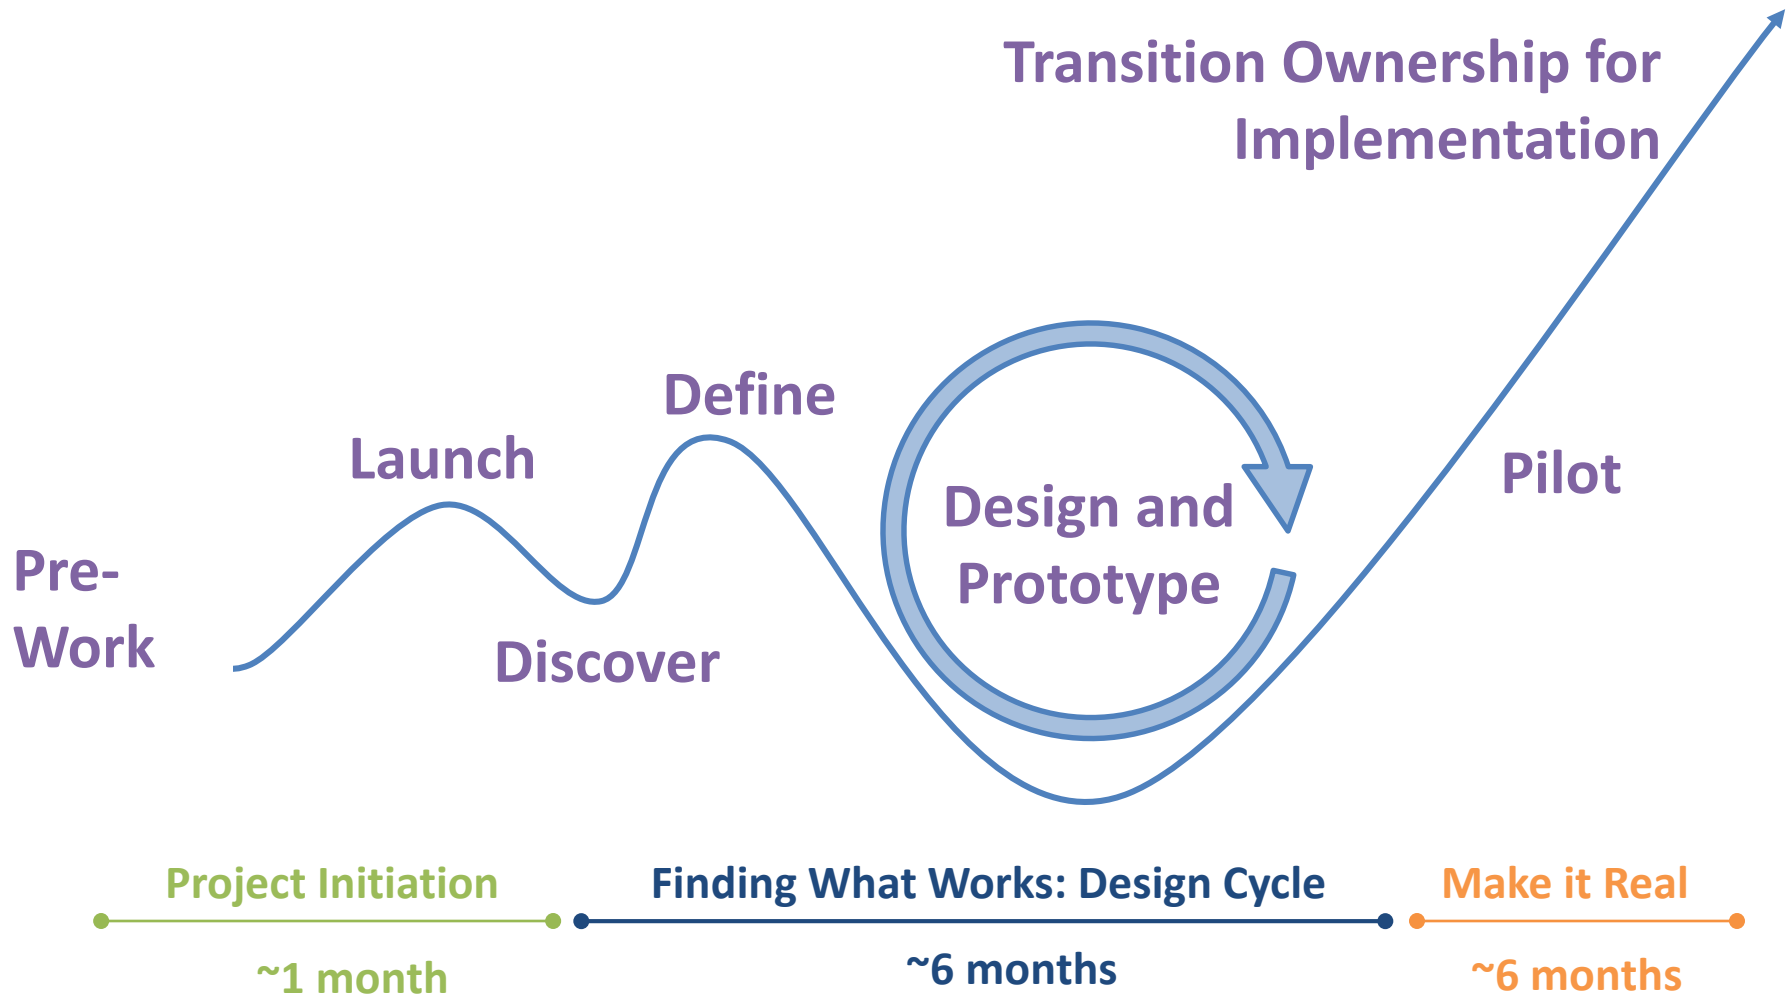 Transition Ownership for
Implementation
Define
Launch
Pilot
Design and
Prototype
Pre-
Work
Discover
Project Initiation
Finding What Works: Design Cycle
Make it Real
~1 month
~6 months
~6 months